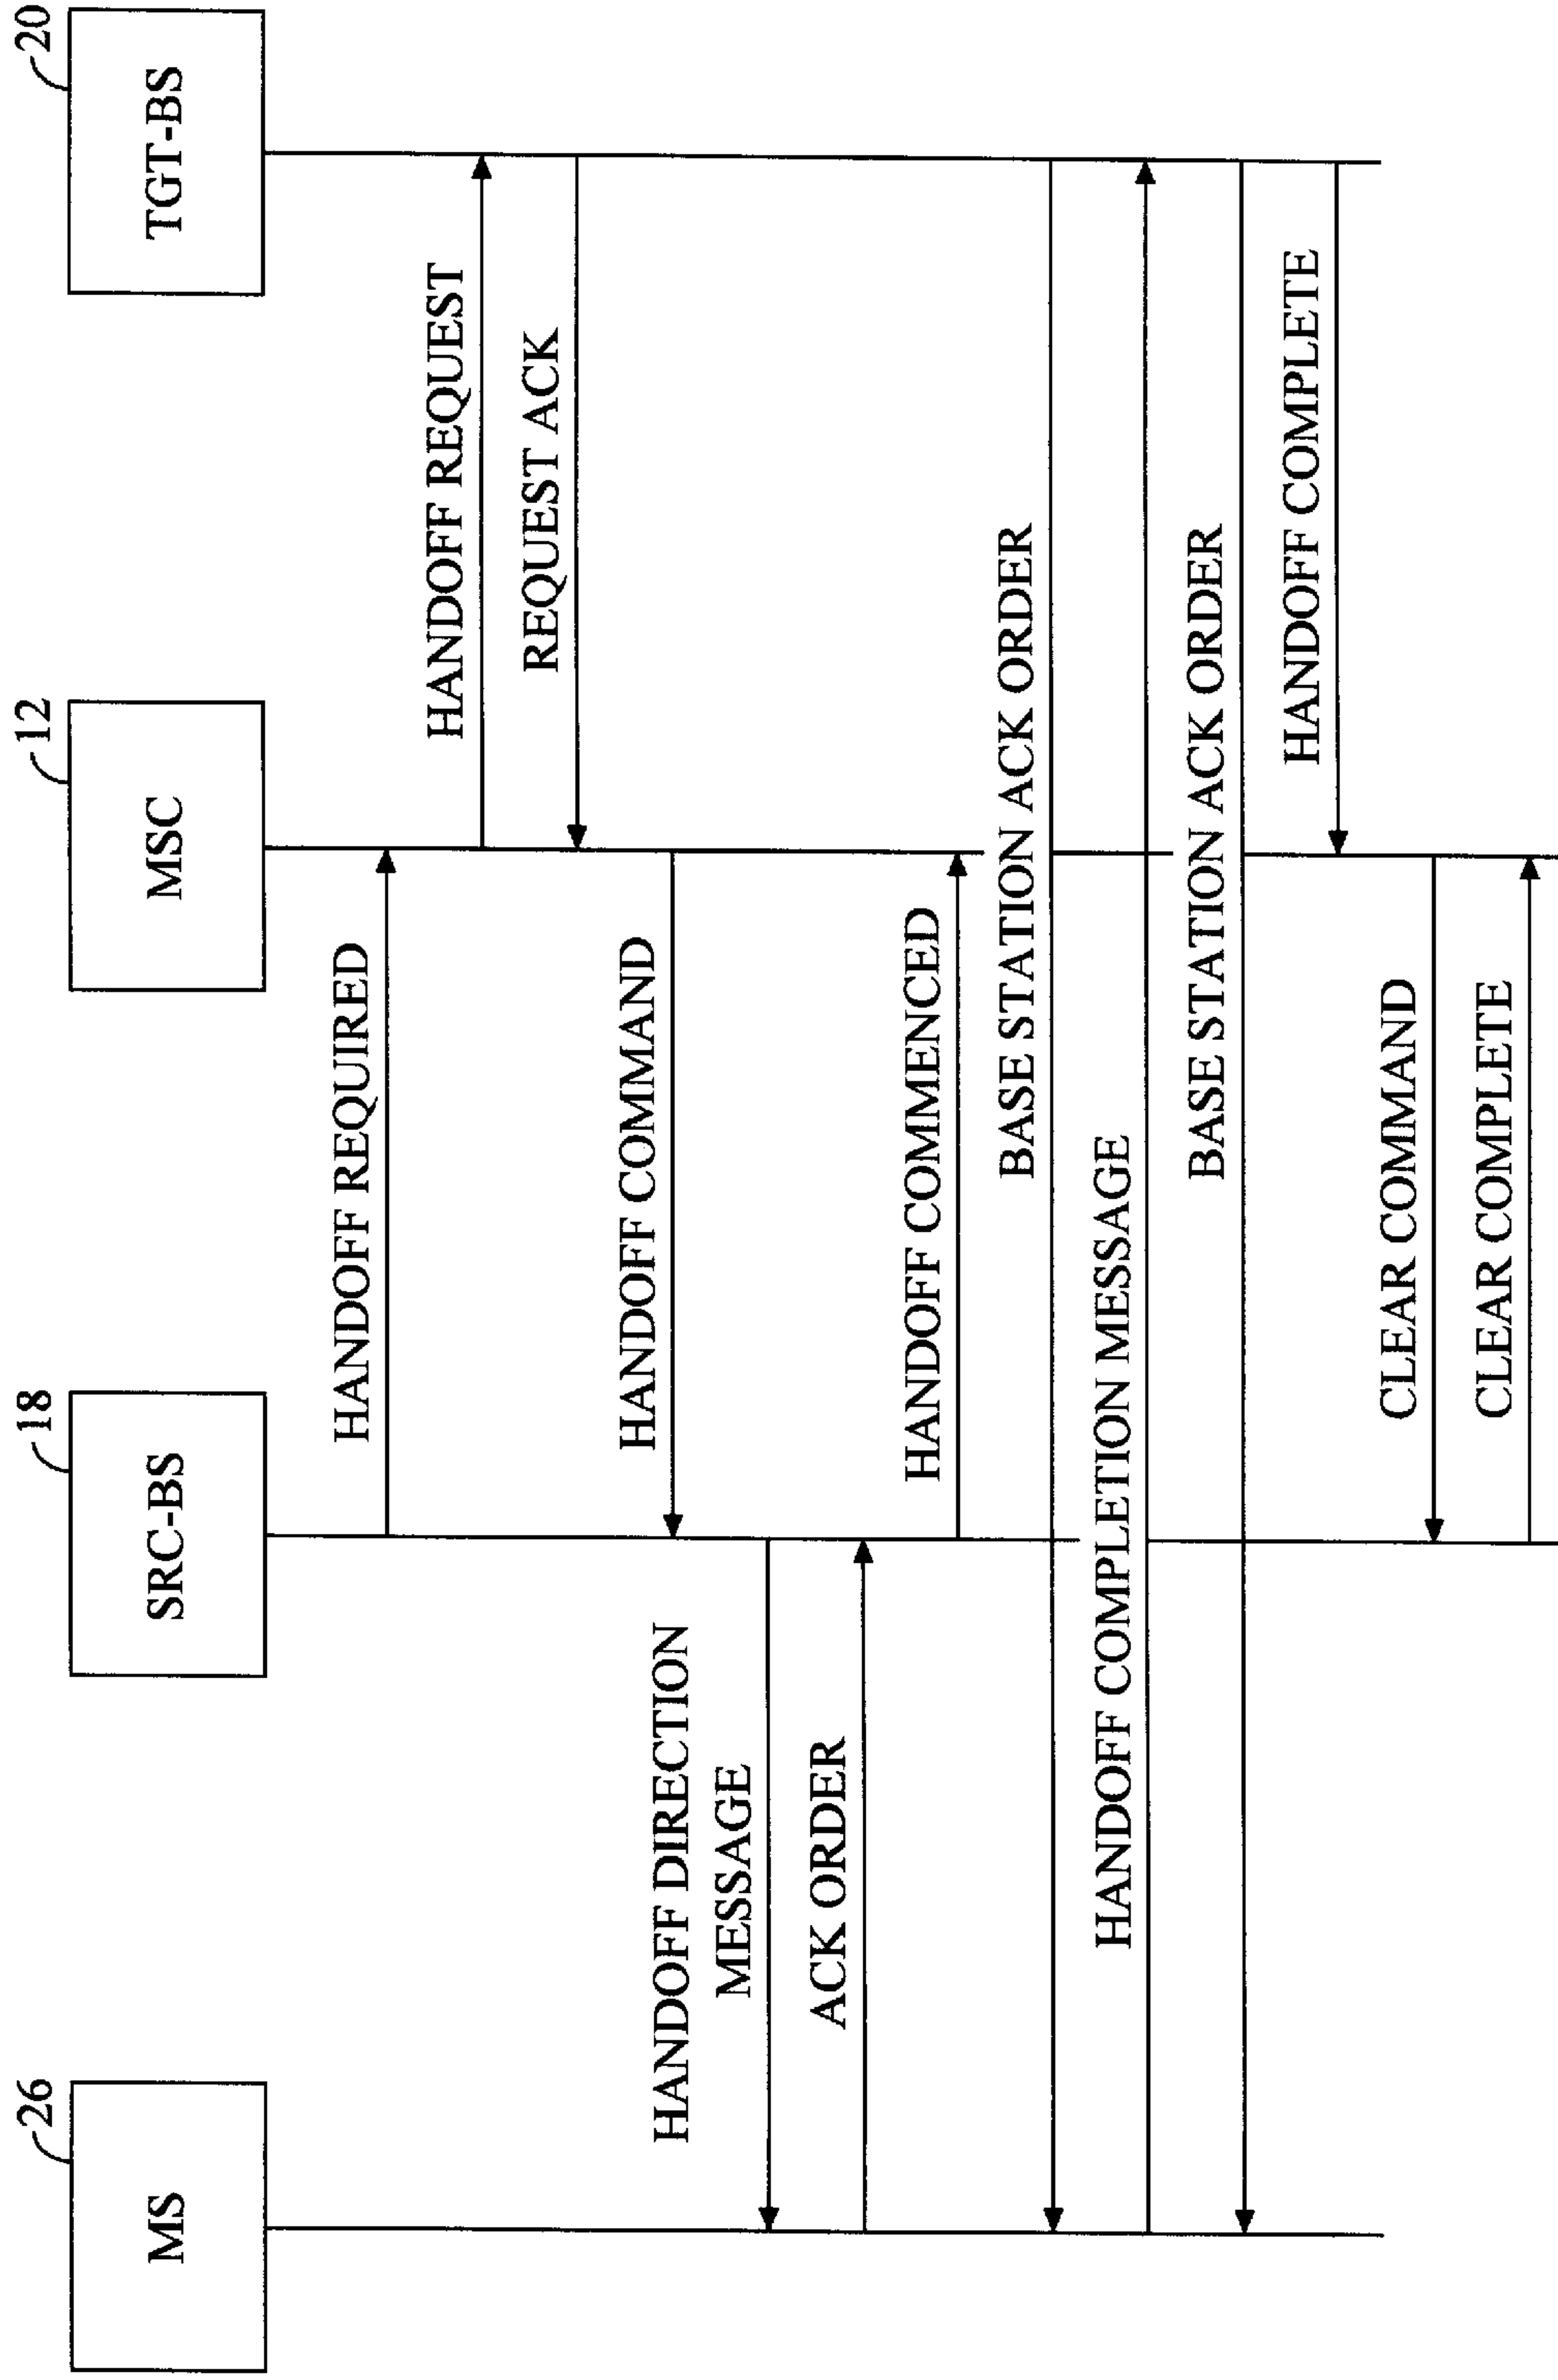 26
MS
18
SRC-BS
12
MSC
20
TGT-BS
HANDOFF REQUIRED
HANDOFF REQUEST
REQUEST ACK
HANDOFF COMMAND
HANDOFF DIRECTION
MESSAGE
ACK ORDER
HANDOFF COMMENCED
BASE STATION ACK ORDER
HANDOFF COMPLETION MESSAGE
BASE STATION ACK ORDER
HANDOFF COMPLETE
CLEAR COMMAND
CLEAR COMPLETE